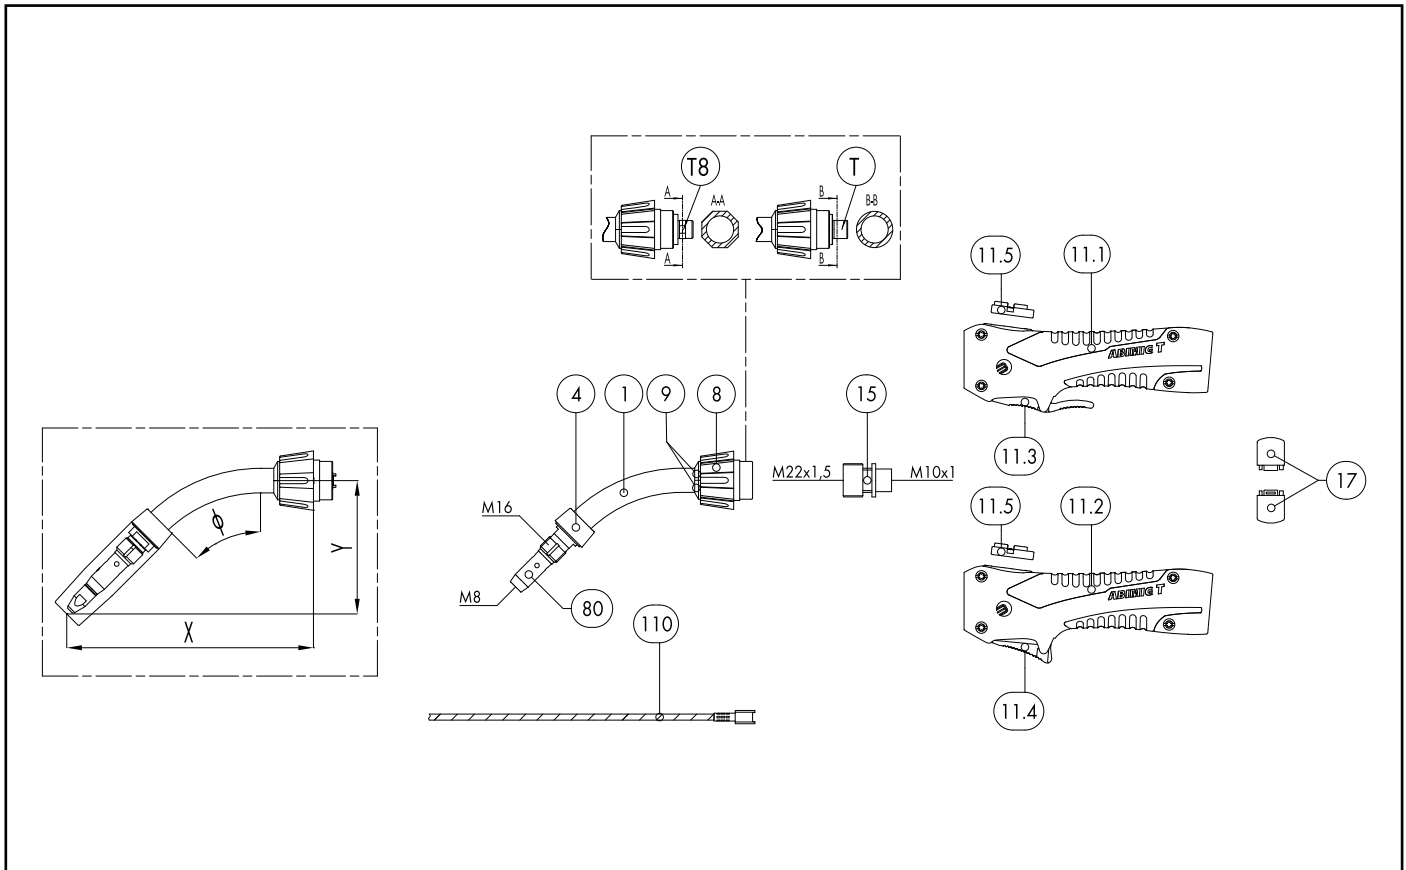 T8
T
A
A-A
B
B-B
A
B
11.5
11.1
ABIMIG T
4
1
9
8
15
11.3
M22x1,5
M10x1
17
M16
11.5
11.2
ϕ
Y
ABIMIG T
M8
80
110
X
11.4